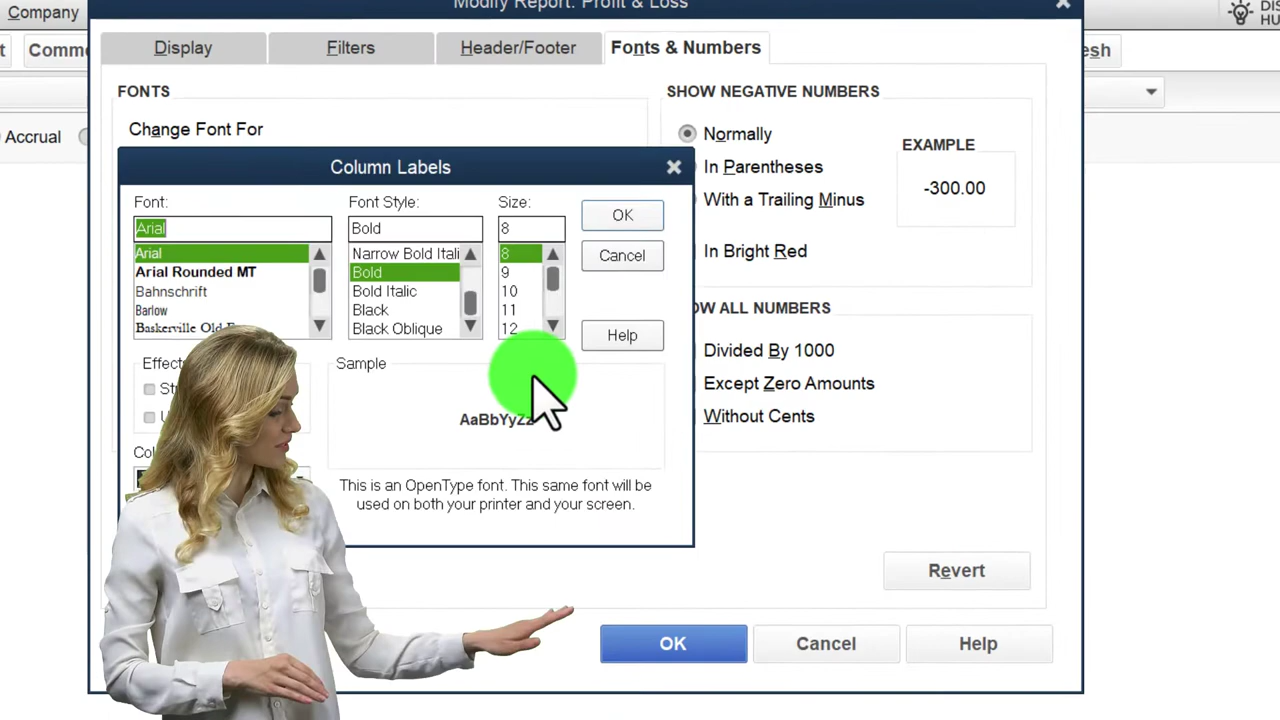 Modify Report: Profit & Loss
Company
Display
Filters
Header/Footer
Fonts & Numbers
FONTS
Change Font For
SHOW NEGATIVE NUMBERS
Normally
In Parentheses
With a Trailing Minus
In Bright Red
EXAMPLE
-300.00
Accrual
Column Labels
Font:
Arial
Arial
Arial Rounded MT
Bahnschrift
Barlow
Baskerville Old
Font Style:
Bold
Narrow Bold Itali
Bold
Bold Italic
Black
Black Oblique
Size:
8
8
9
10
11
12
OK
Cancel
Help
Sample
AaBbYyZz
This is an OpenType font. This same font will be
used on both your printer and your screen.
ALL NUMBERS
Divided By 1000
Except Zero Amounts
Without Cents
Revert
OK
Cancel
Help